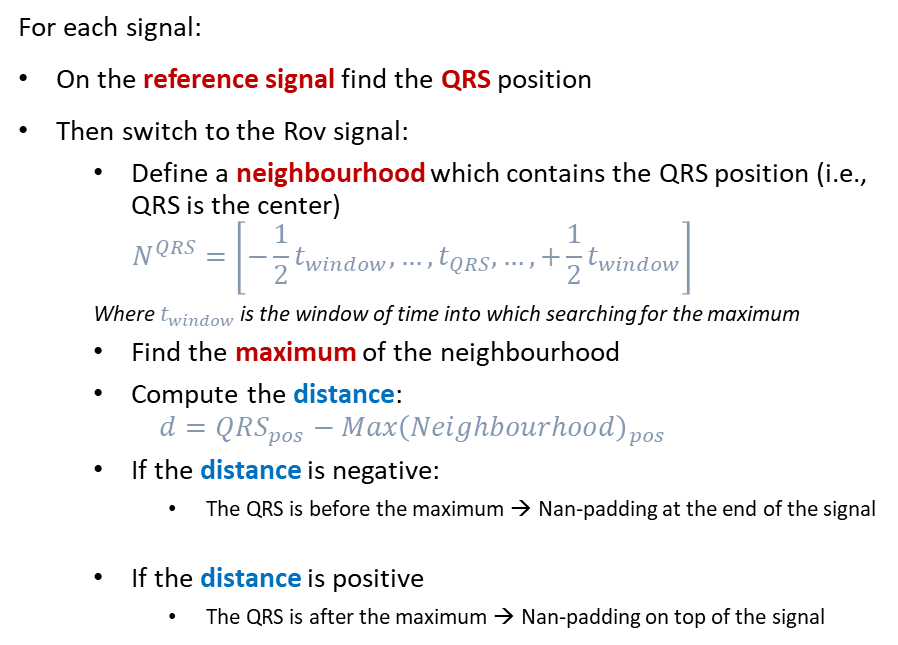 For each signal:
• On the reference signal find the QRS position
• Then switch to the Rov signal:
• Define a neighbourhood which contains the QRS position (i.e.,
QRS is the center)
N^{QRS} = [-\frac{1}{2}t_{window}, ... , t_{QRS}, ... , +\frac{1}{2}t_{window}]
Where t_{window} is the window of time into which searching for the maximum
• Find the maximum of the neighbourhood
• Compute the distance:
d = QRS_{pos} − Max(Neighbourhood)_{pos}
• If the distance is negative:
• The QRS is before the maximum → Nan-padding at the end of the signal
• If the distance is positive
• The QRS is after the maximum → Nan-padding on top of the signal